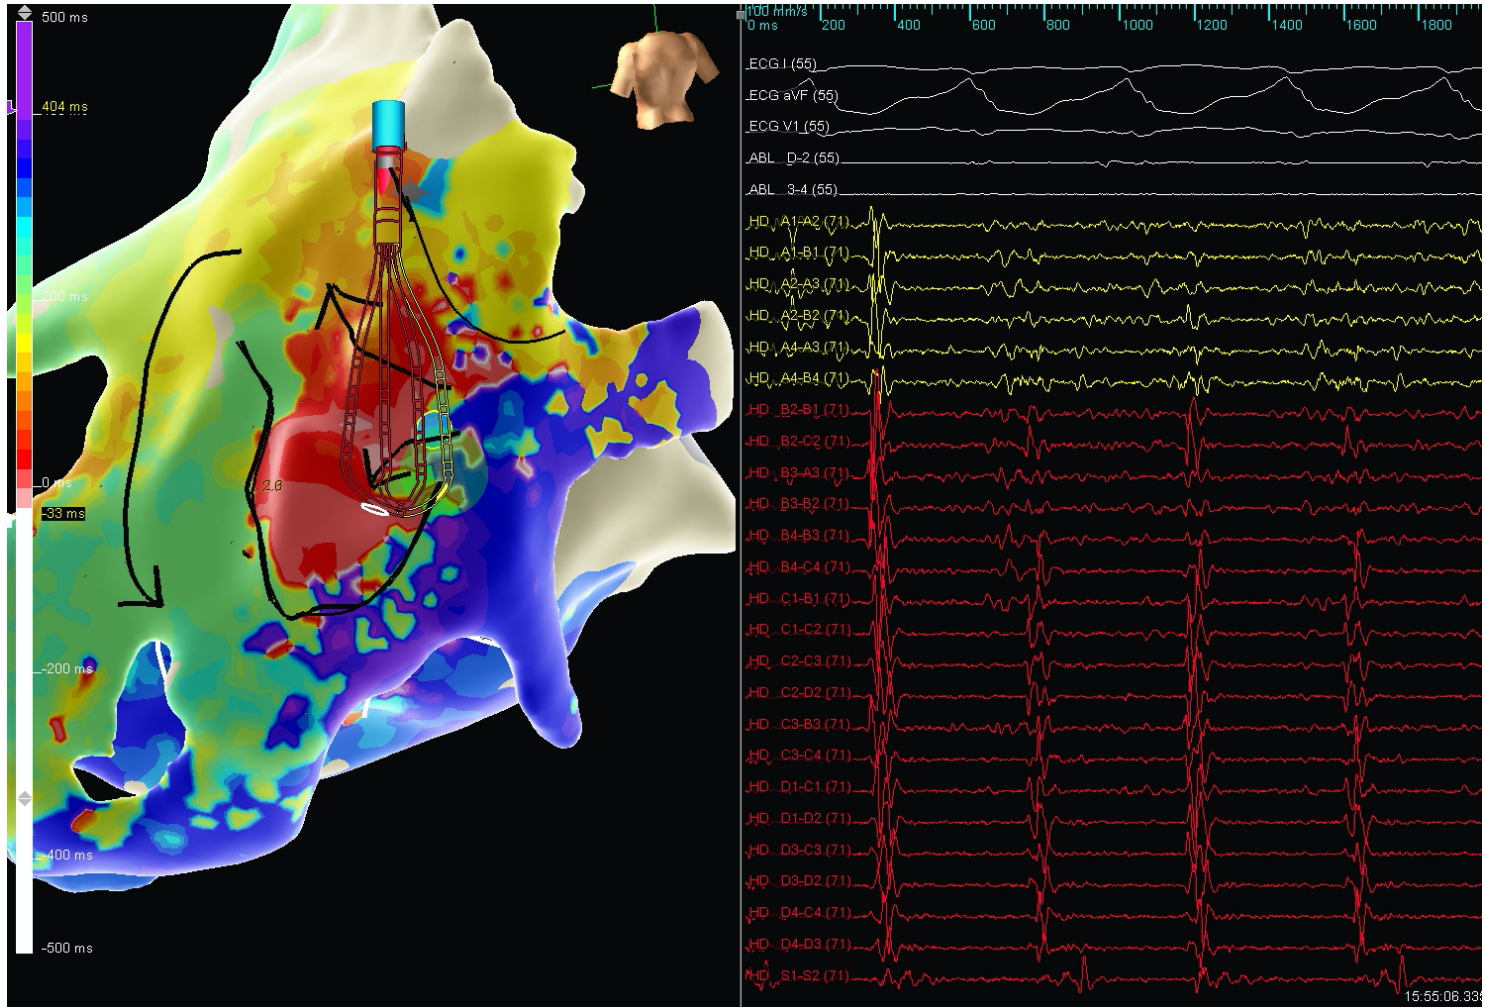 500 ms
404 ms
200 ms
0 ms
-33 ms
-200 ms
-400 ms
-500 ms
2.3
100 mm/s
0 ms 200 400 600 800 1000 1200 1400 1600 1800
ECG I (55)
ECG aVF (55)
ECG V1 (55)
ABL D-2 (55)
ABL 3-4 (55)
HD A1-A2 (71)
HD A1-B1 (71)
HD A2-A3 (71)
HD A2-B2 (71)
HD A4-A3 (71)
HD A4-B4 (71)
HD B2-B1 (71)
HD B2-C2 (71)
HD B3-A3 (71)
HD B3-B2 (71)
HD B4-B3 (71)
HD B4-C4 (71)
HD C1-B1 (71)
HD C1-C2 (71)
HD C2-C3 (71)
HD C2-D2 (71)
HD C3-B3 (71)
HD C3-C4 (71)
HD D1-C1 (71)
HD D1-D2 (71)
HD D3-C3 (71)
HD D3-D2 (71)
HD D4-C4 (71)
HD D4-D3 (71)
HD S1-S2 (71)
15:55:06.335